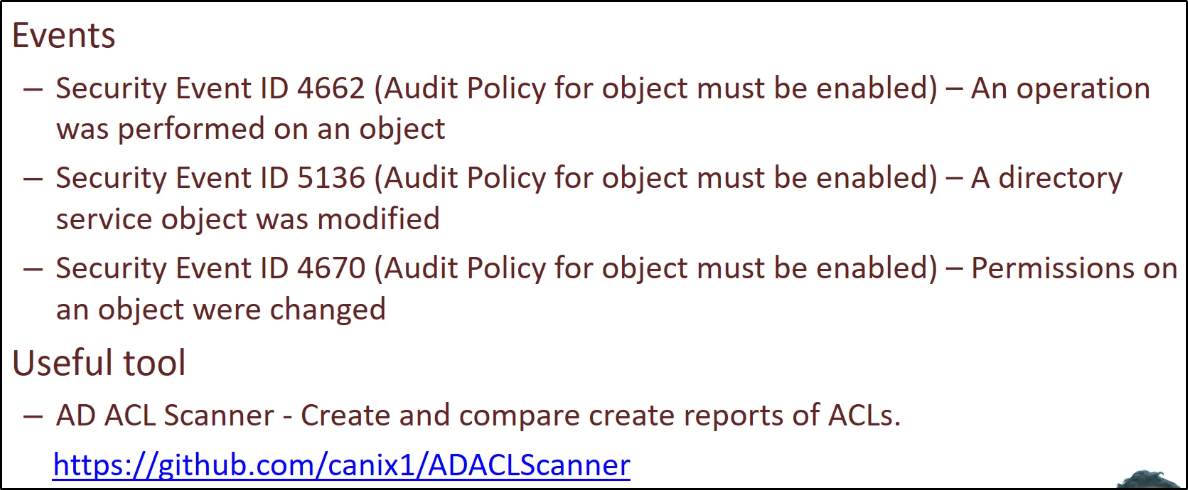 Events
– Security Event ID 4662 (Audit Policy for object must be enabled) – An operation
was performed on an object
– Security Event ID 5136 (Audit Policy for object must be enabled) – A directory
service object was modified
– Security Event ID 4670 (Audit Policy for object must be enabled) – Permissions on
an object were changed
Useful tool
– AD ACL Scanner - Create and compare create reports of ACLs.
https://github.com/canix1/ADACLScanner